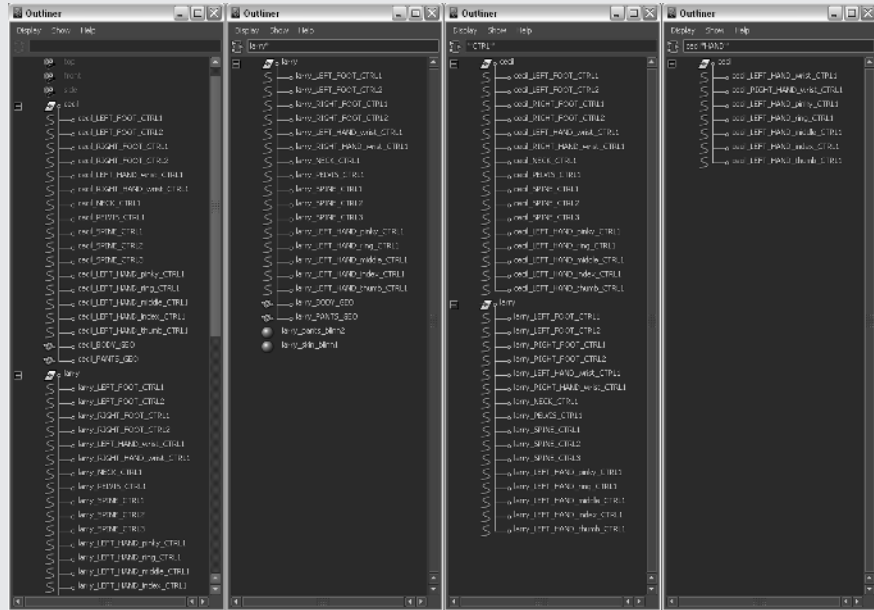 Outliner
Display Show Help
top
front
side
cecil
cecil_LEFT_FOOT_CTRL1
cecil_LEFT_FOOT_CTRL2
cecil_RIGHT_FOOT_CTRL1
cecil_RIGHT_FOOT_CTRL2
cecil_LEFT_HAND_wrist_CTRL1
cecil_RIGHT_HAND_wrist_CTRL1
cecil_NECK_CTRL1
cecil_PELVIS_CTRL1
cecil_SPINE_CTRL1
cecil_SPINE_CTRL2
cecil_SPINE_CTRL3
cecil_LEFT_HAND_pinky_CTRL1
cecil_LEFT_HAND_ring_CTRL1
cecil_LEFT_HAND_middle_CTRL1
cecil_LEFT_HAND_index_CTRL1
cecil_LEFT_HAND_thumb_CTRL1
cecil_BODY_GEO
cecil_PANTS_GEO
larry
larry_LEFT_FOOT_CTRL1
larry_LEFT_FOOT_CTRL2
larry_RIGHT_FOOT_CTRL1
larry_RIGHT_FOOT_CTRL2
larry_LEFT_HAND_wrist_CTRL1
larry_RIGHT_HAND_wrist_CTRL1
larry_NECK_CTRL1
larry_PELVIS_CTRL1
larry_SPINE_CTRL1
larry_SPINE_CTRL2
larry_SPINE_CTRL3
larry_LEFT_HAND_pinky_CTRL1
larry_LEFT_HAND_ring_CTRL1
larry_LEFT_HAND_middle_CTRL1
larry_LEFT_HAND_index_CTRL1
Outliner
Display Show Help
larry*
larry
larry_LEFT_FOOT_CTRL1
larry_LEFT_FOOT_CTRL2
larry_RIGHT_FOOT_CTRL1
larry_RIGHT_FOOT_CTRL2
larry_LEFT_HAND_wrist_CTRL1
larry_RIGHT_HAND_wrist_CTRL1
larry_NECK_CTRL1
larry_PELVIS_CTRL1
larry_SPINE_CTRL1
larry_SPINE_CTRL2
larry_SPINE_CTRL3
larry_LEFT_HAND_pinky_CTRL1
larry_LEFT_HAND_ring_CTRL1
larry_LEFT_HAND_middle_CTRL1
larry_LEFT_HAND_index_CTRL1
larry_LEFT_HAND_thumb_CTRL1
larry_BODY_GEO
larry_PANTS_GEO
larry_pants_blinn2
larry_skin_blinn1
Outliner
Display Show Help
*CTRL*
cecil
cecil_LEFT_FOOT_CTRL1
cecil_LEFT_FOOT_CTRL2
cecil_RIGHT_FOOT_CTRL1
cecil_RIGHT_FOOT_CTRL2
cecil_LEFT_HAND_wrist_CTRL1
cecil_RIGHT_HAND_wrist_CTRL1
cecil_NECK_CTRL1
cecil_PELVIS_CTRL1
cecil_SPINE_CTRL1
cecil_SPINE_CTRL2
cecil_SPINE_CTRL3
cecil_LEFT_HAND_pinky_CTRL1
cecil_LEFT_HAND_ring_CTRL1
cecil_LEFT_HAND_middle_CTRL1
cecil_LEFT_HAND_index_CTRL1
cecil_LEFT_HAND_thumb_CTRL1
larry
larry_LEFT_FOOT_CTRL1
larry_LEFT_FOOT_CTRL2
larry_RIGHT_FOOT_CTRL1
larry_RIGHT_FOOT_CTRL2
larry_LEFT_HAND_wrist_CTRL1
larry_RIGHT_HAND_wrist_CTRL1
larry_NECK_CTRL1
larry_PELVIS_CTRL1
larry_SPINE_CTRL1
larry_SPINE_CTRL2
larry_SPINE_CTRL3
larry_LEFT_HAND_pinky_CTRL1
larry_LEFT_HAND_ring_CTRL1
larry_LEFT_HAND_middle_CTRL1
larry_LEFT_HAND_index_CTRL1
larry_LEFT_HAND_thumb_CTRL1
Outliner
Display Show Help
cecil*HAND*
cecil
cecil_LEFT_HAND_wrist_CTRL1
cecil_RIGHT_HAND_wrist_CTRL1
cecil_LEFT_HAND_pinky_CTRL1
cecil_LEFT_HAND_ring_CTRL1
cecil_LEFT_HAND_middle_CTRL1
cecil_LEFT_HAND_index_CTRL1
cecil_LEFT_HAND_thumb_CTRL1